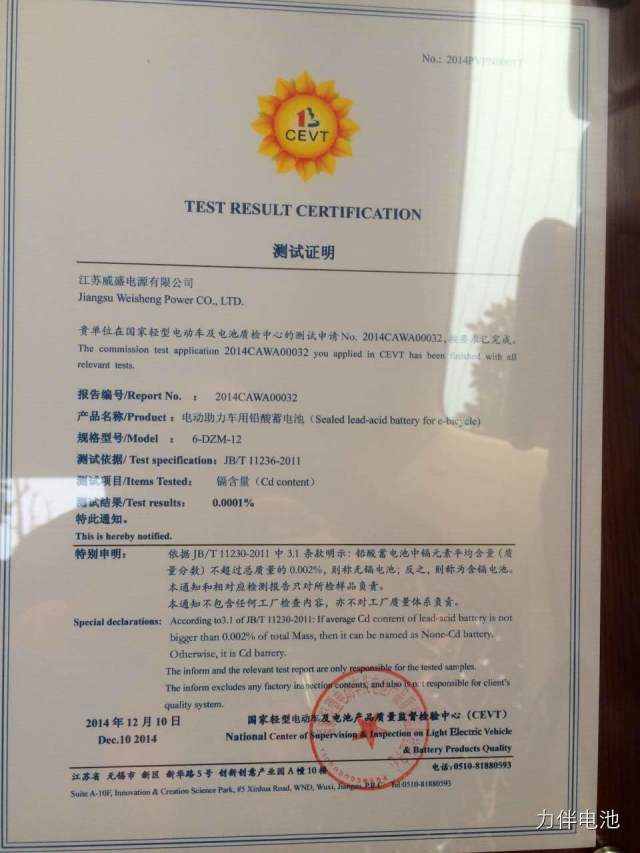 No.: 2014
CEVT
TEST RESULT CERTIFICATION
测试证明
江苏威盛电源有限公司
Jiangsu Weisheng Power CO., LTD.
贵单位在国家轻型电动车及电池质检中心的测试申请 No. 2014CAWA00032, 已完成。
The commission test application 2014CAWA00032 you applied in CEVT has been finished with all
relevant tests.
报告编号/Report No. : 2014CAWA00032
产品名称/Product : 电动助力车用铅酸蓄电池（Sealed lead-acid battery for e-bicycle)
规格型号/Model : 6-DZM-12
测试依据/ Test specification: JB/T 11236-2011
测试项目/Items Tested: 镉含量（Cd content）
测试结果/Test results: 0.0001%
特此通知。
This is hereby notified.
特别申明: 依据 JB/T 11230-2011 中 3.1 条款明示: 铅酸蓄电池中镉元素平均含量 (质
量分数) 不超过总质量的 0.002%, 则称无镉电池; 反之, 则称为含镉电池。
本通知和相对应检测报告只对所检样品负责。
本通知不包含任何工厂检查内容, 亦不对工厂质量体系负责。
Special declarations: According to3.1 of JB/T 11230-2011: If average Cd content of lead-acid battery is not
bigger than 0.002% of total Mass, then it can be named as None-Cd battery.
Otherwise, it is Cd battery.
The inform and the relevant test report are only responsible for the tested samples.
The inform excludes any factory inspection contents, and also is not responsible for client's
quality system.
2014 年 12 月 10 日 国家轻型电动车及电池产品质量监督检验中心（CEVT）
Dec.10 2014 National Center of Supervision & Inspection on Light Electric Vehicle
& Battery Products Quality
江苏省 无锡市 新区 新华路 5 号 创新创意产业园 A 幢 10 楼 电话: 0510-81880593
Suite A-10F, Innovation & Creation Science Park, #5 Xinhua Road, WND, Wuxi, Jiangsu, P.R.C Tel:0510-81880593
力伴电池